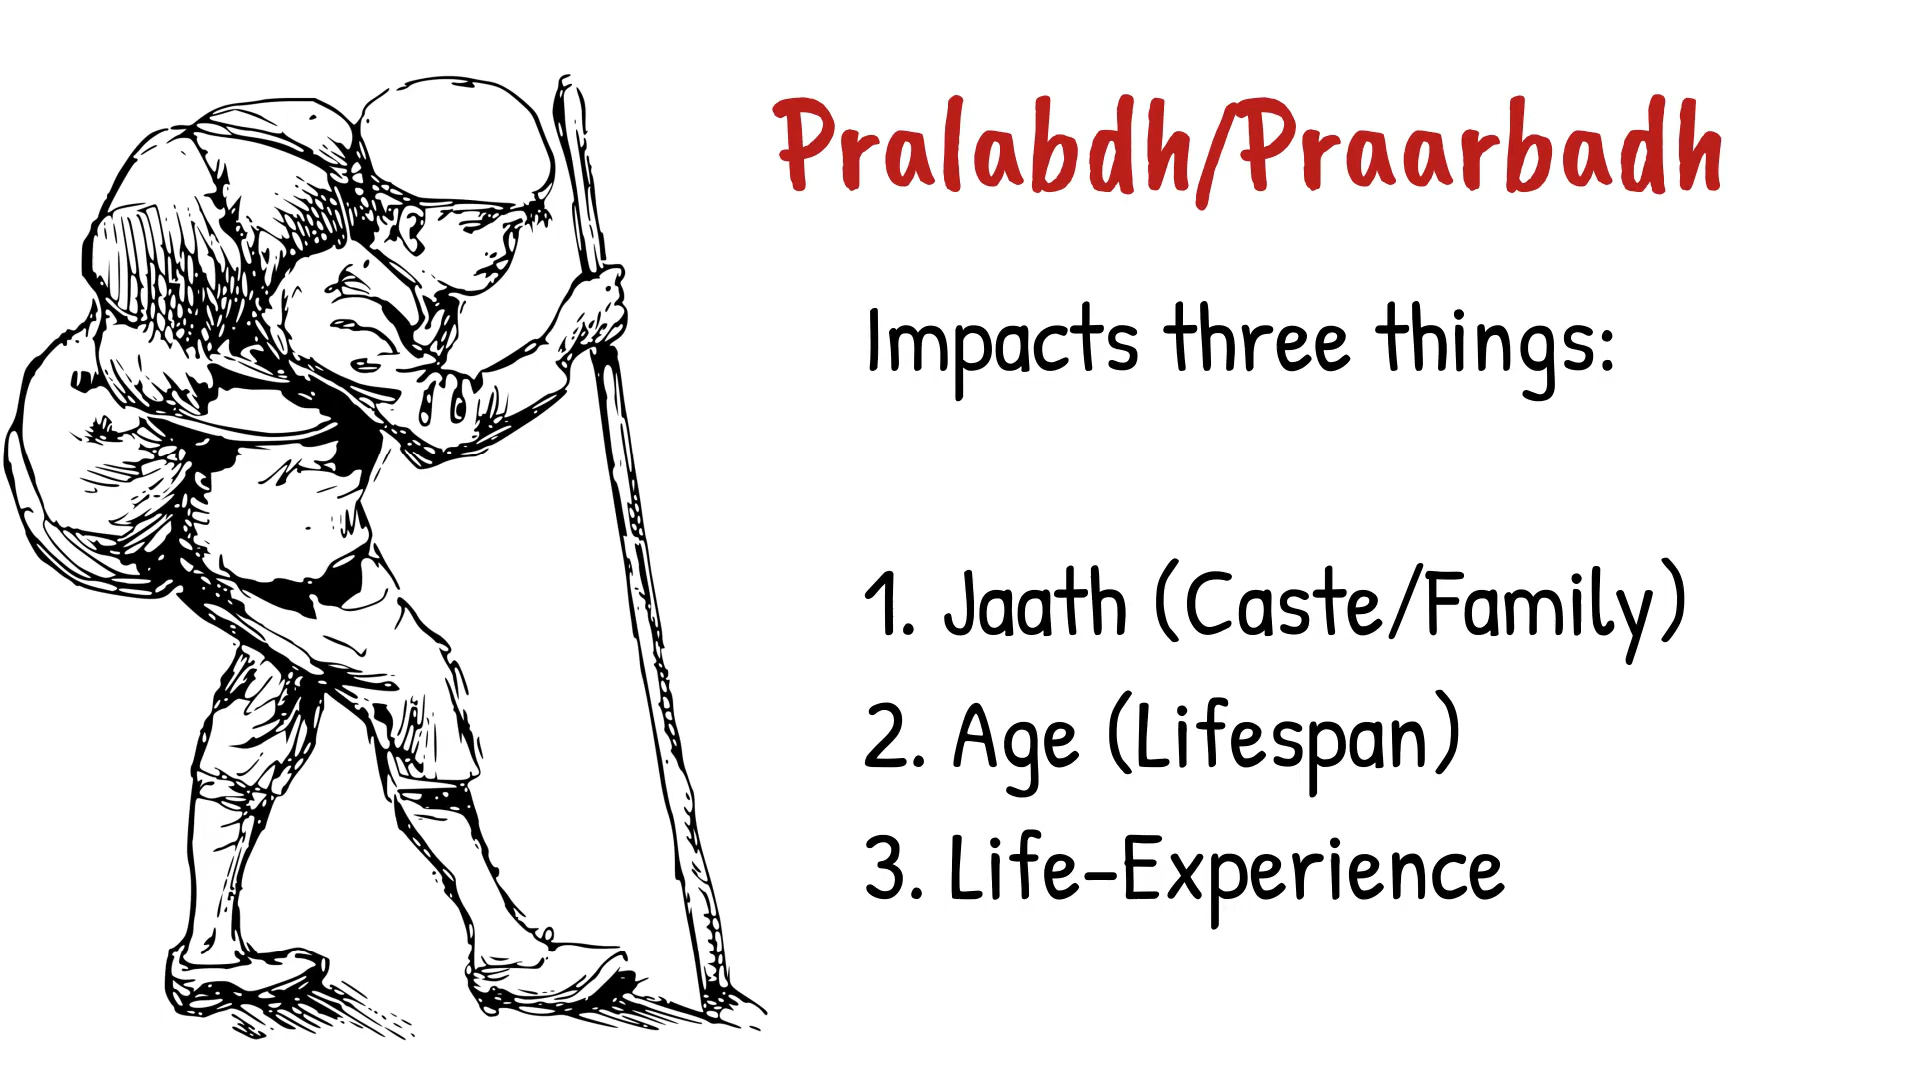 Pralabdh/Praarbadh
Impacts three things:
1. Jaath (Caste/Family)
2. Age (Lifespan)
3. Life-Experience